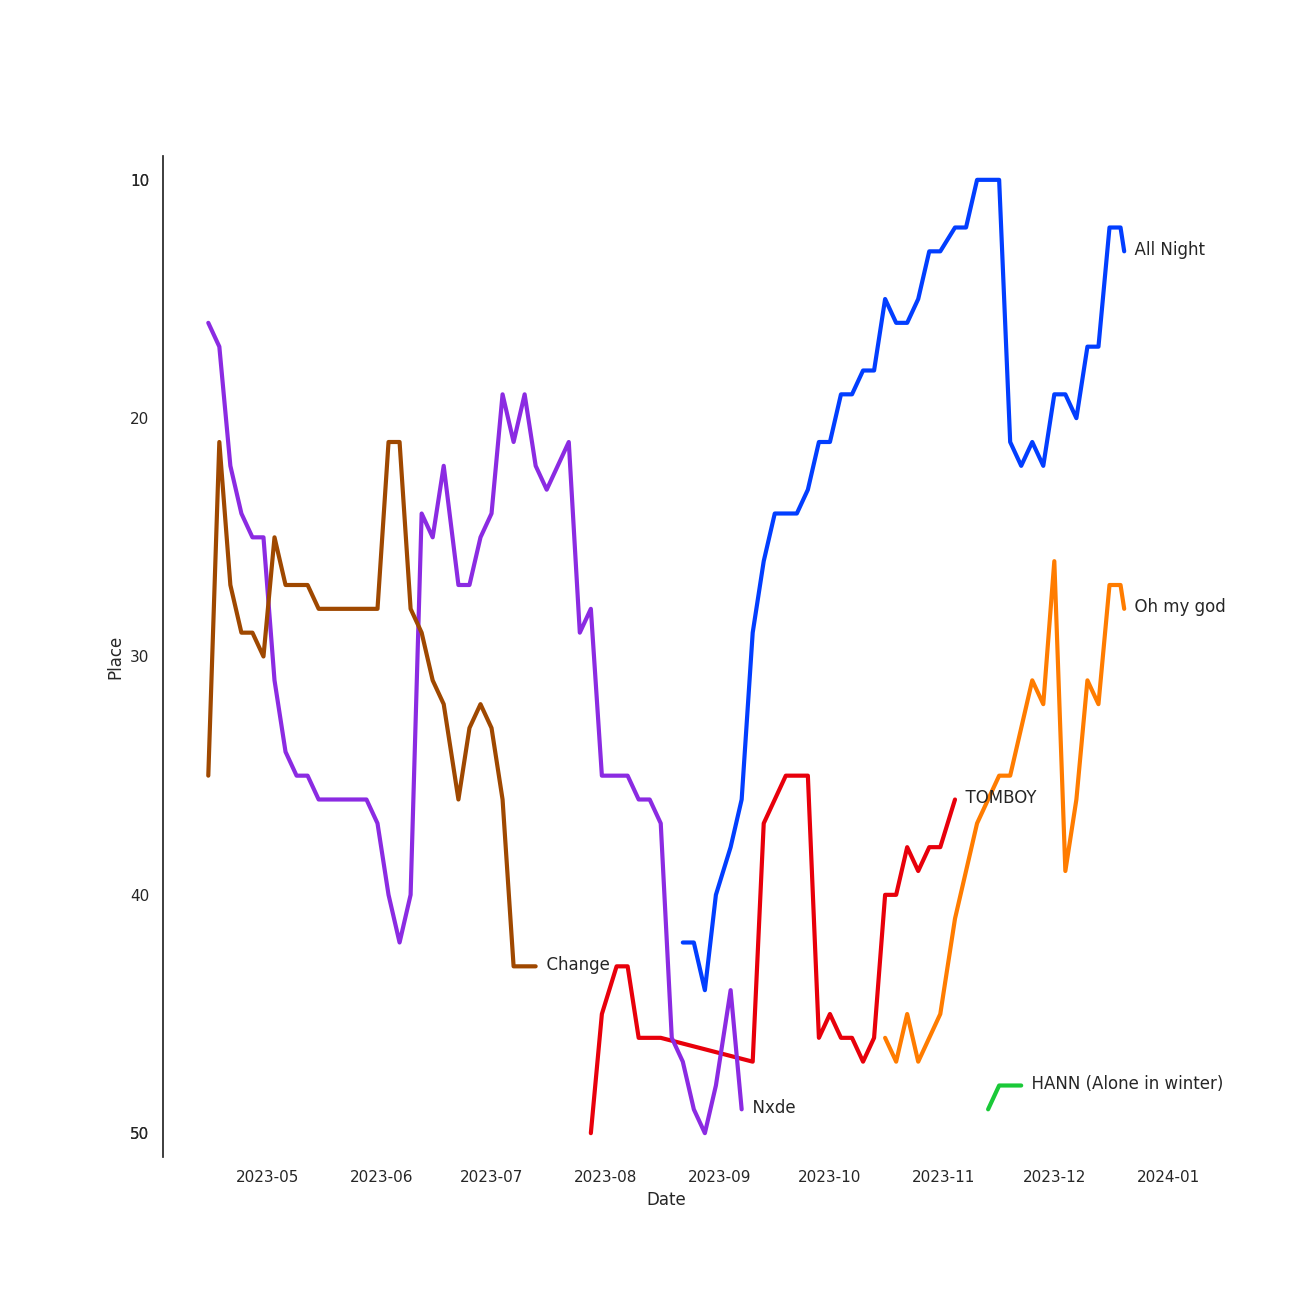 10
All Night
20
Oh my god
30
Place
TOMBOY
40
Change
HANN (Alone in winter)
Nxde
50
2023-05 2023-06 2023-07 2023-08 2023-09 2023-10 2023-11 2023-12 2024-01
Date